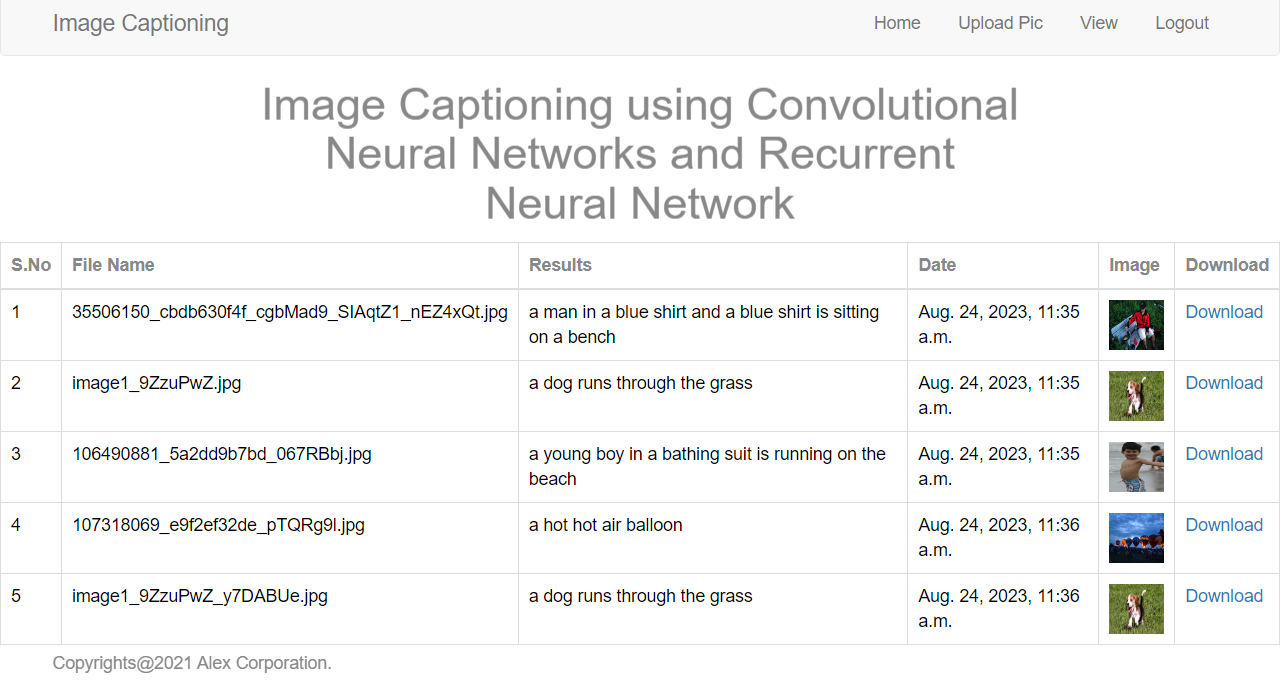 Image Captioning
Home Upload Pic View Logout
Image Captioning using Convolutional
Neural Networks and Recurrent
Neural Network
S.No File Name Results Date Image Download
1 35506150_cbdb630f4f_cgbMad9_SIAqtZ1_nEZ4xQt.jpg a man in a blue shirt and a blue shirt is sitting Aug. 24, 2023, 11:35 Download
on a bench a.m.
2 image1_9ZzuPwZ.jpg a dog runs through the grass Aug. 24, 2023, 11:35 Download
a.m.
3 106490881_5a2dd9b7bd_067RBbj.jpg a young boy in a bathing suit is running on the Aug. 24, 2023, 11:35 Download
beach a.m.
4 107318069_e9f2ef32de_pTQRg9l.jpg a hot hot air balloon Aug. 24, 2023, 11:36 Download
a.m.
5 image1_9ZzuPwZ_y7DABUe.jpg a dog runs through the grass Aug. 24, 2023, 11:36 Download
a.m.
Copyrights@2021 Alex Corporation.